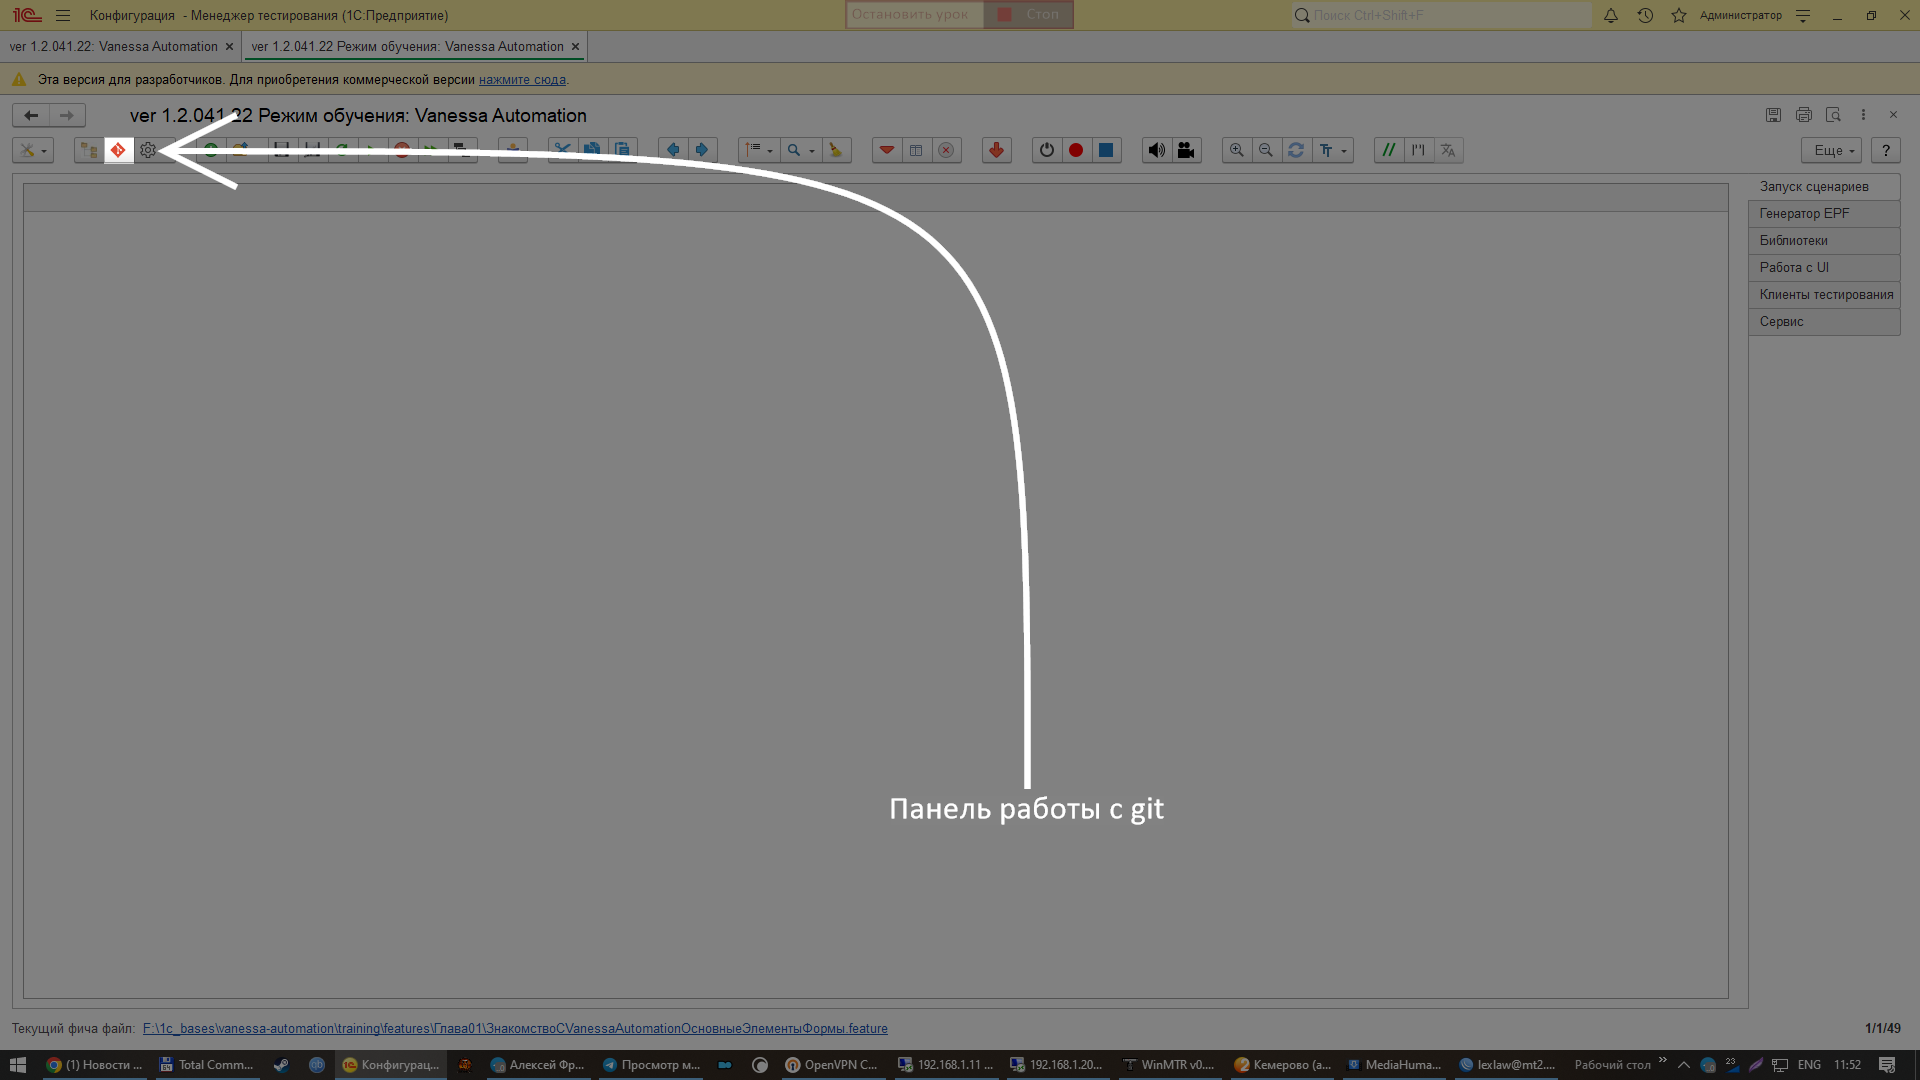 Конфигурация - Менеджер тестирования (1С:Предприятие)
Остановить урок
Стоп
Поиск Ctrl+Shift+F
Администратор
ver 1.2.041.22: Vanessa Automation
ver 1.2.041.22 Режим обучения: Vanessa Automation
Эта версия для разработчиков. Для приобретения коммерческой версии нажмите сюда.
ver 1.2.041.22 Режим обучения: Vanessa Automation
Еще
?
Запуск сценариев
Генератор EPF
Библиотеки
Работа с UI
Клиенты тестирования
Сервис
Панель работы с git
Текущий фича файл: F:\1c_bases\vanessa-automation\training\features\Глава01\ЗнакомствоСVanessaAutomationОсновныеЭлементыФормы.feature
1/1/49
(1) Новости ...
Total Comm...
Конфигурац...
Алексей Фр...
Просмотр м...
OpenVPN C...
192.168.1.11 ...
192.168.1.20...
WinMTR v0....
Кемерово (а...
MediaHuma...
lexlaw@mt2....
Рабочий стол
23
ENG
11:52